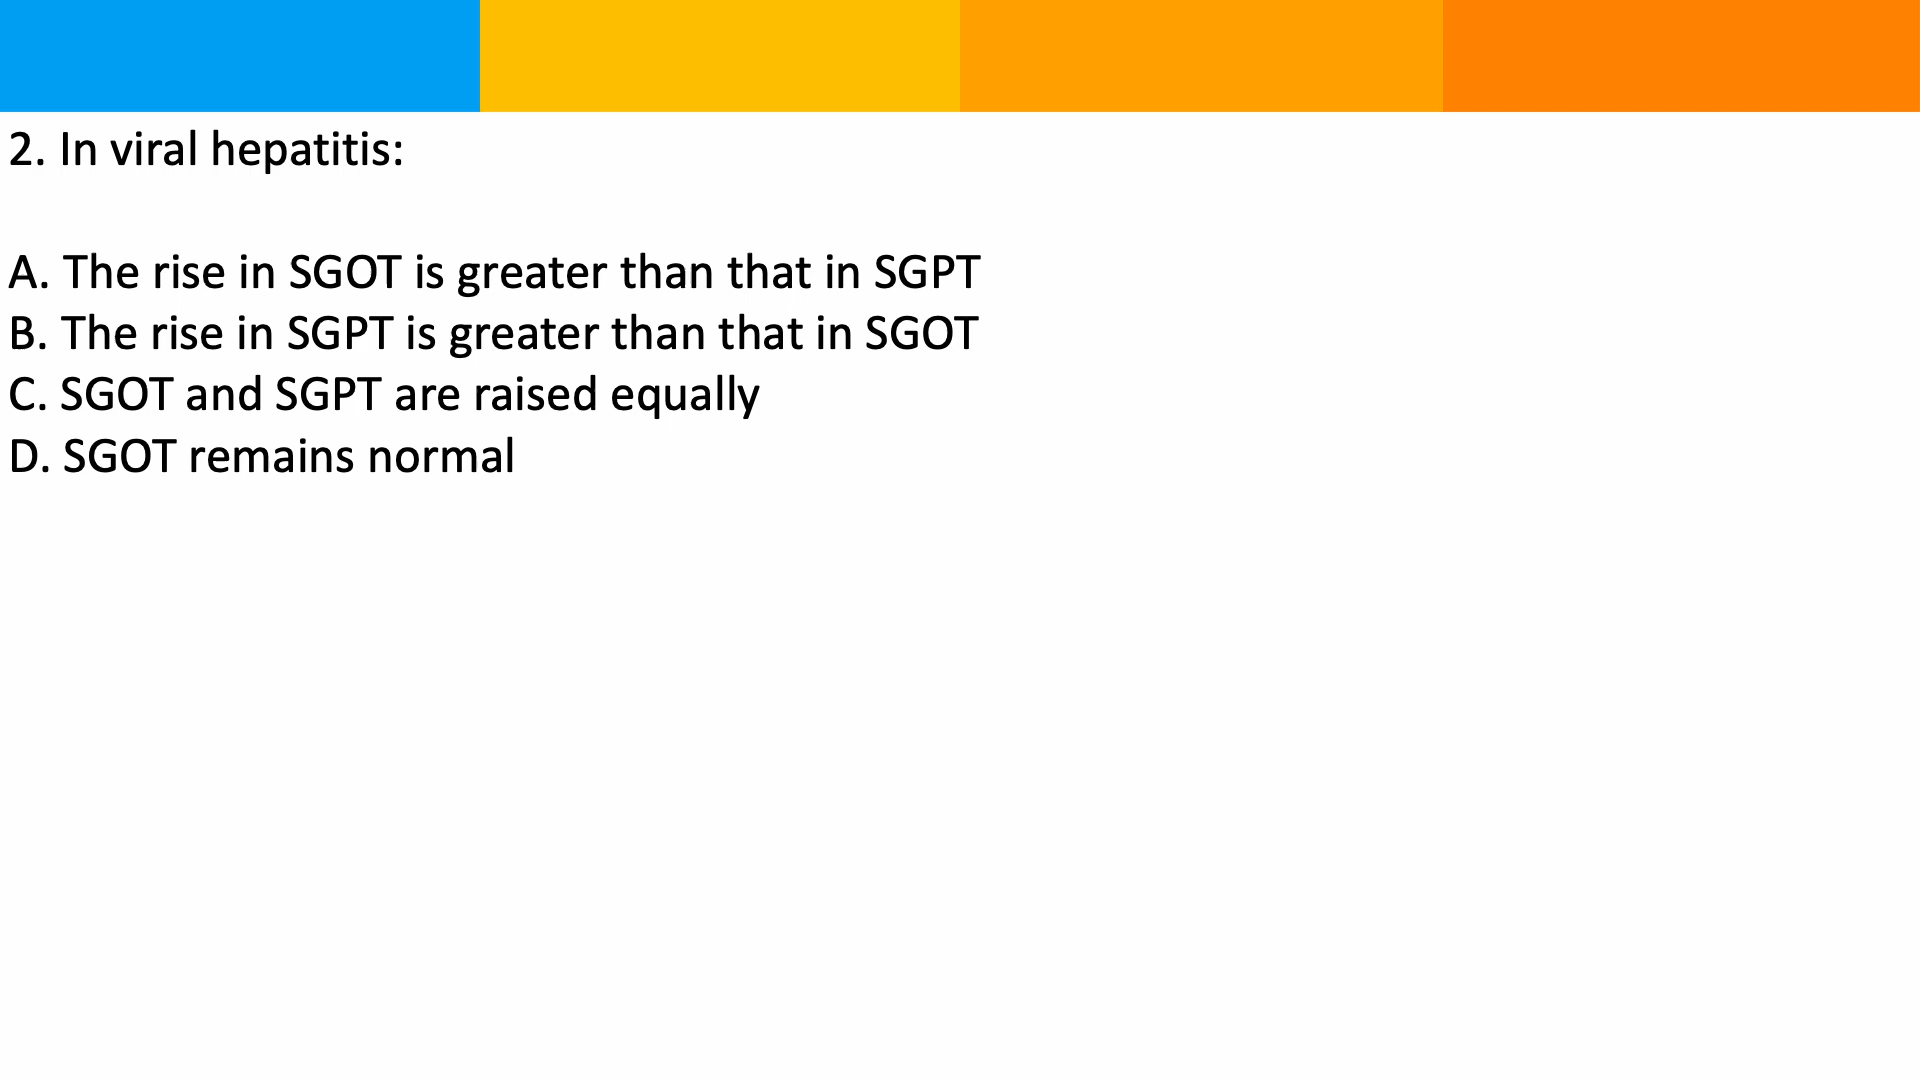 2. In viral hepatitis:
A. The rise in SGOT is greater than that in SGPT
B. The rise in SGPT is greater than that in SGOT
C. SGOT and SGPT are raised equally
D. SGOT remains normal